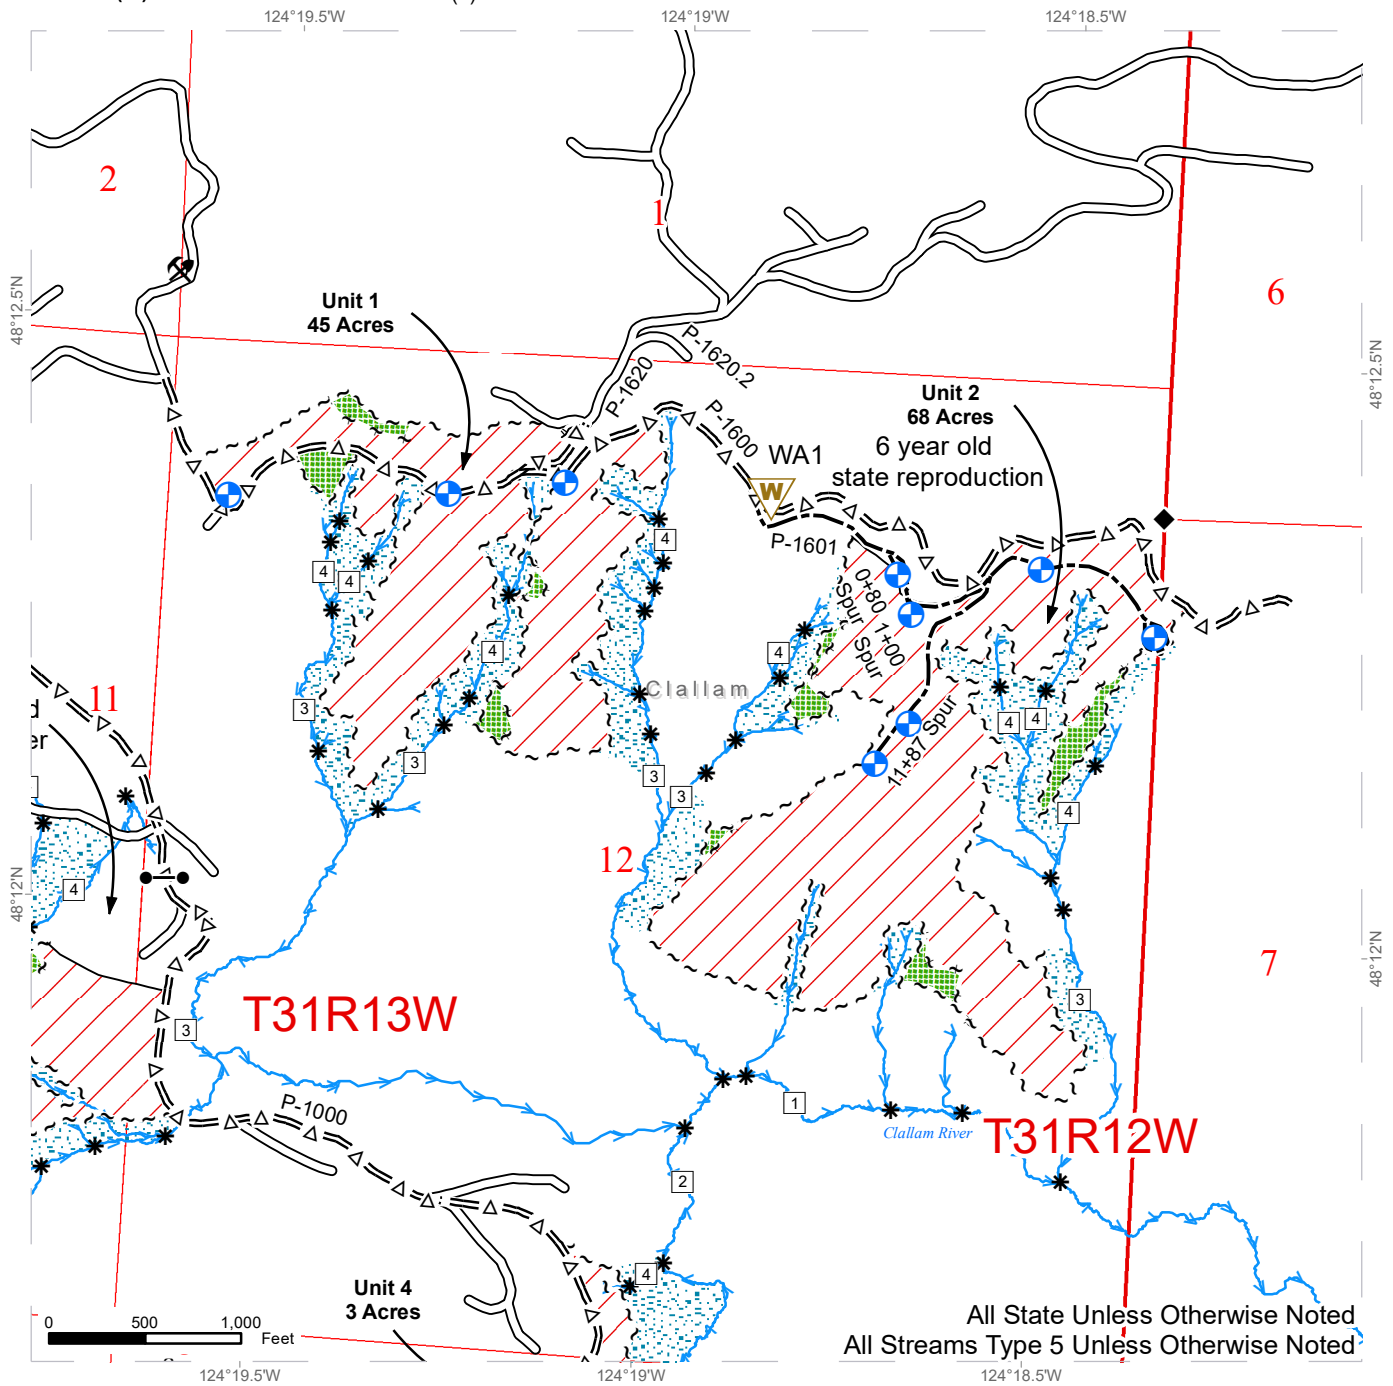 124°19.5'W
124°19'W
124°18.5'W
2
1
6
48°12.5'N
48°12.5'N
Unit 1
45 Acres
P-1620.2
P-1620
P-1600
Unit 2
68 Acres
6 year old
state reproduction
WA1
W
P-1601
0+80 Spur
1+00 Spur
11+87 Spur
4
4
4
4
4
4
4
3
3
3
3
4
Clallam
11
d
er
4
12
7
48°12'N
48°12'N
T31R13W
3
3
P-1000
1
Clallam River
T31R12W
2
4
Unit 4
3 Acres
0 500 1,000
Feet
All State Unless Otherwise Noted
All Streams Type 5 Unless Otherwise Noted
124°19.5'W
124°19'W
124°18.5'W